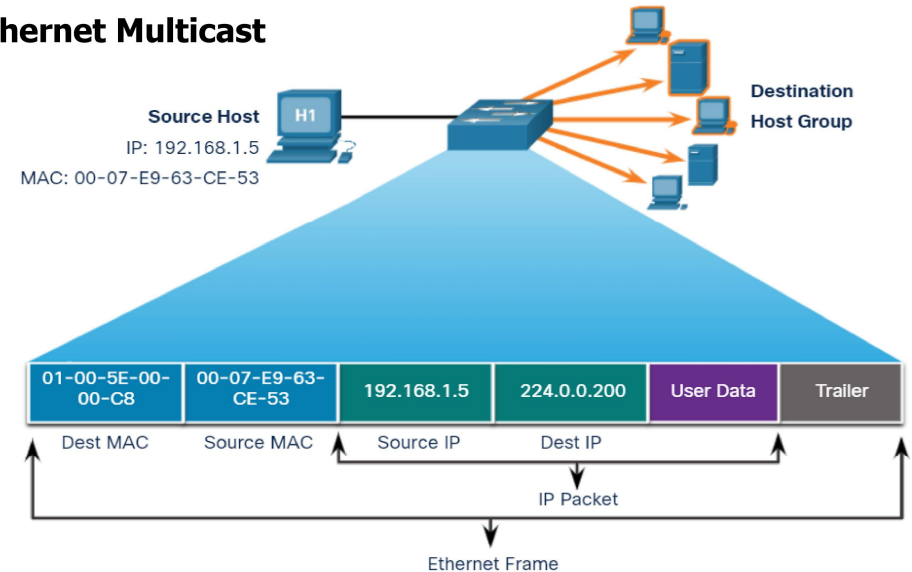 hernet Multicast
Source Host
IP: 192.168.1.5
MAC: 00-07-E9-63-CE-53
H1
Destination
Host Group
01-00-5E-00-
00-C8
00-07-E9-63-
CE-53
192.168.1.5
224.0.0.200
User Data
Trailer
Dest MAC
Source MAC
Source IP
Dest IP
IP Packet
Ethernet Frame